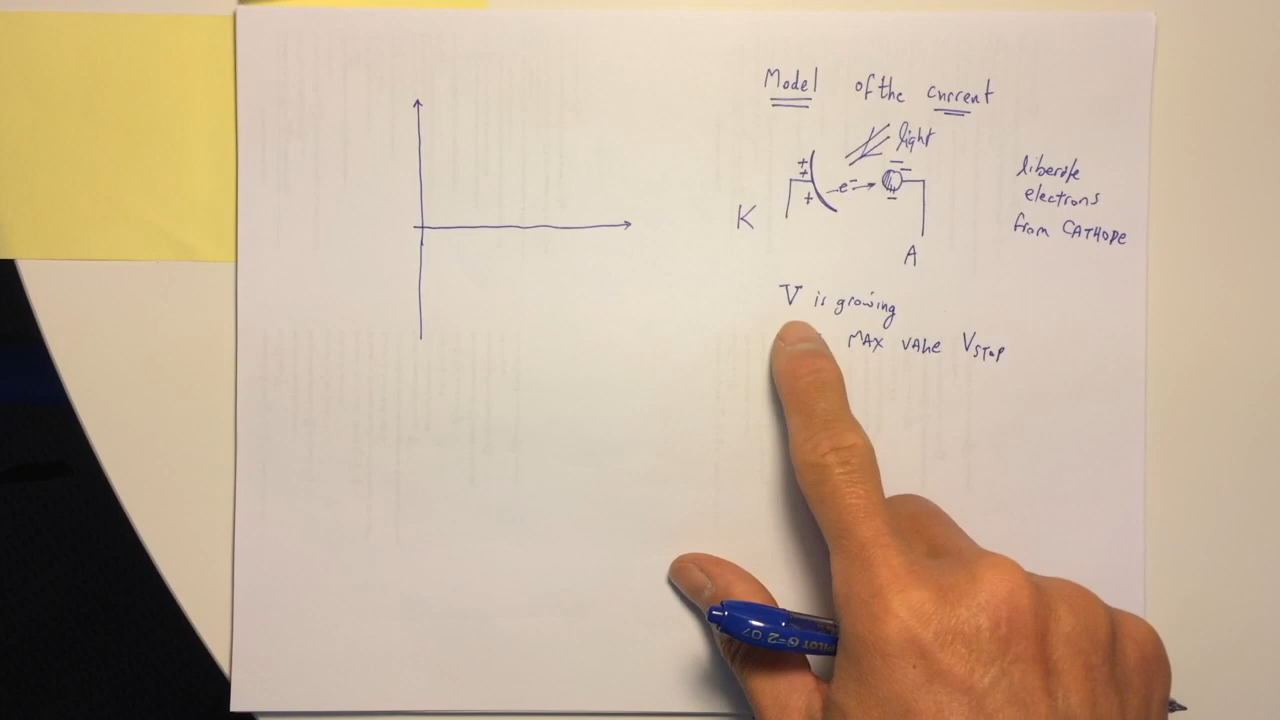 Model of the current
light
+ + +
e⁻
K
A
liberate
electrons
from CATHODE
V is growing
MAX VALUE VSTOP
PILOT G-2 07